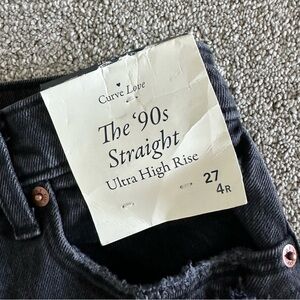 Curve Love
The '90s
Straight
Ultra High Rise
27
4R